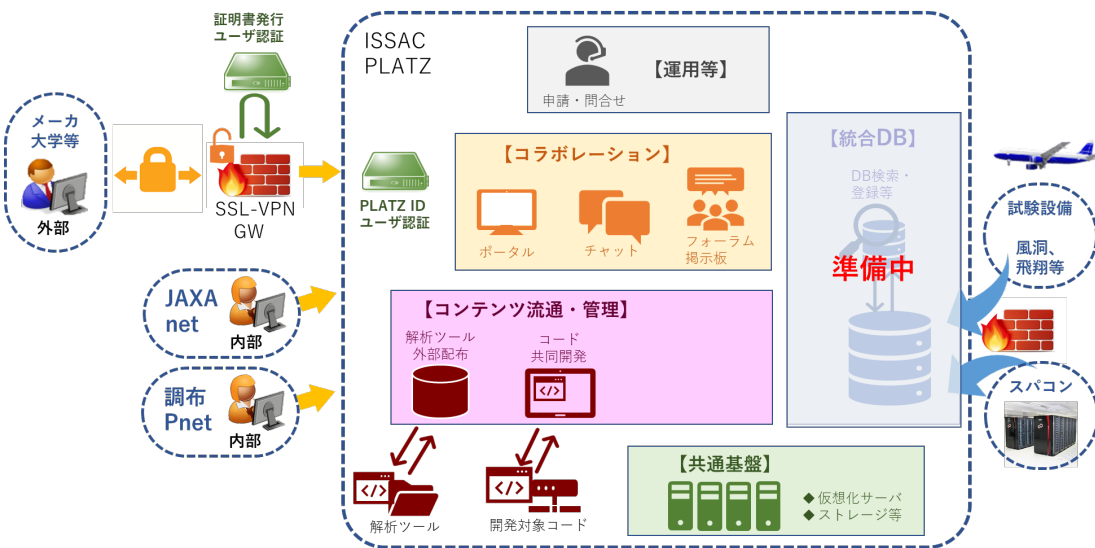 証明書発行
ユーザ認証
ISSAC
PLATZ
【運用等】
申請・問合せ
メーカ
大学等
外部
SSL-VPN
GW
PLATZ ID
ユーザ認証
【コラボレーション】
ポータル
チャット
フォーラム
掲示板
【統合DB】
DB検索・
登録等
準備中
試験設備
風洞、
飛翔等
スパコン
JAXA
net
内部
調布
Pnet
内部
【コンテンツ流通・管理】
解析ツール
外部配布
コード
共同開発
</>
</>
解析ツール
</>
開発対象コード
【共通基盤】
◆仮想化サーバ
◆ストレージ等